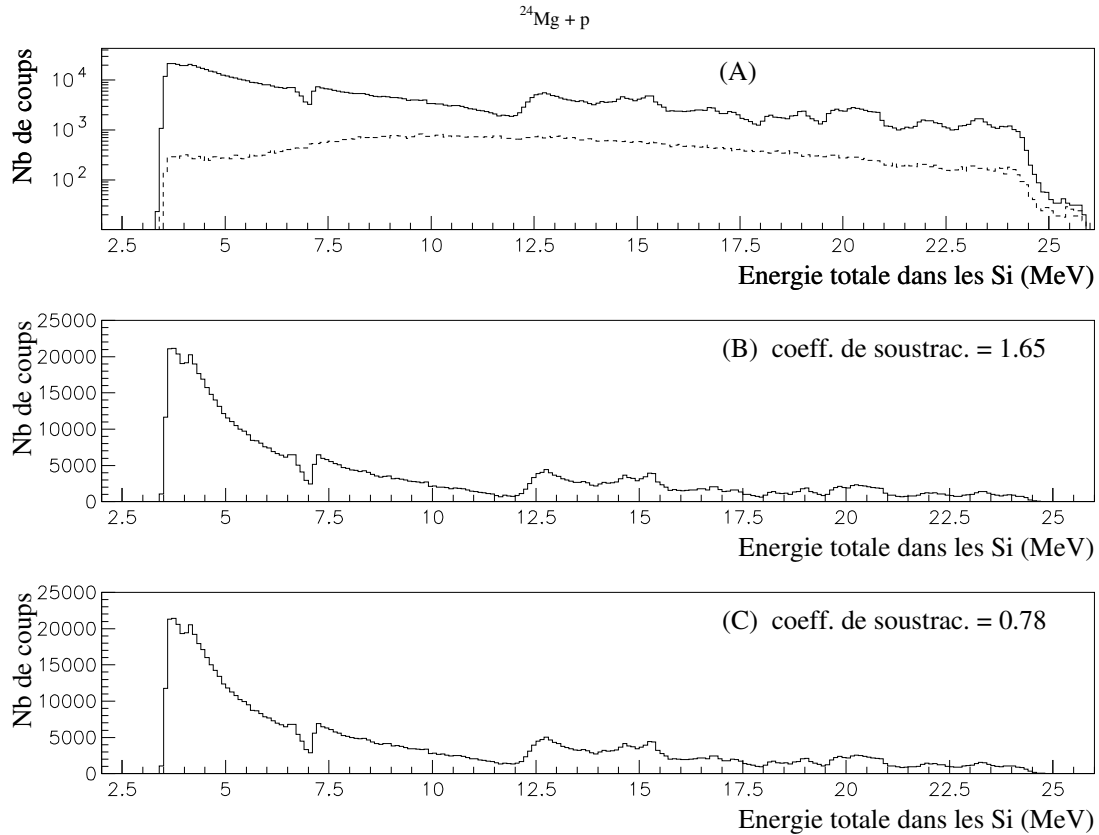 ²⁴Mg + p
Nb de coups
10⁴
10³
10²
(A)
2.5 5 7.5 10 12.5 15 17.5 20 22.5 25
Energie totale dans les Si (MeV)
Nb de coups
25000
20000
15000
10000
5000
0
(B) coeff. de soustrac. = 1.65
2.5 5 7.5 10 12.5 15 17.5 20 22.5 25
Energie totale dans les Si (MeV)
Nb de coups
25000
20000
15000
10000
5000
0
(C) coeff. de soustrac. = 0.78
2.5 5 7.5 10 12.5 15 17.5 20 22.5 25
Energie totale dans les Si (MeV)